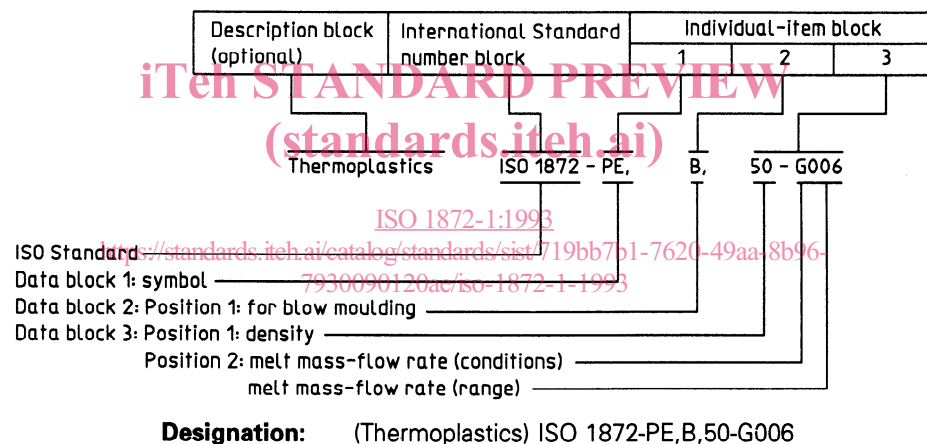 Description block International Standard Individual-item block
(optional) number block 1 2 3
iTeh STANDARD PREVIEW
(standards.iteh.ai)
Thermoplastics ISO 1872 - PE, B, 50 - G006
ISO 1872-1:1993
ISO Standard
https://standards.iteh.ai/catalog/standards/sist/719bb7b1-7620-49aa-8b96-
Data block 1: symbol
7930090120ae/iso-1872-1-1993
Data block 2: Position 1: for blow moulding
Data block 3: Position 1: density
Position 2: melt mass-flow rate (conditions)
melt mass-flow rate (range)
Designation: (Thermoplastics) ISO 1872-PE,B,50-G006